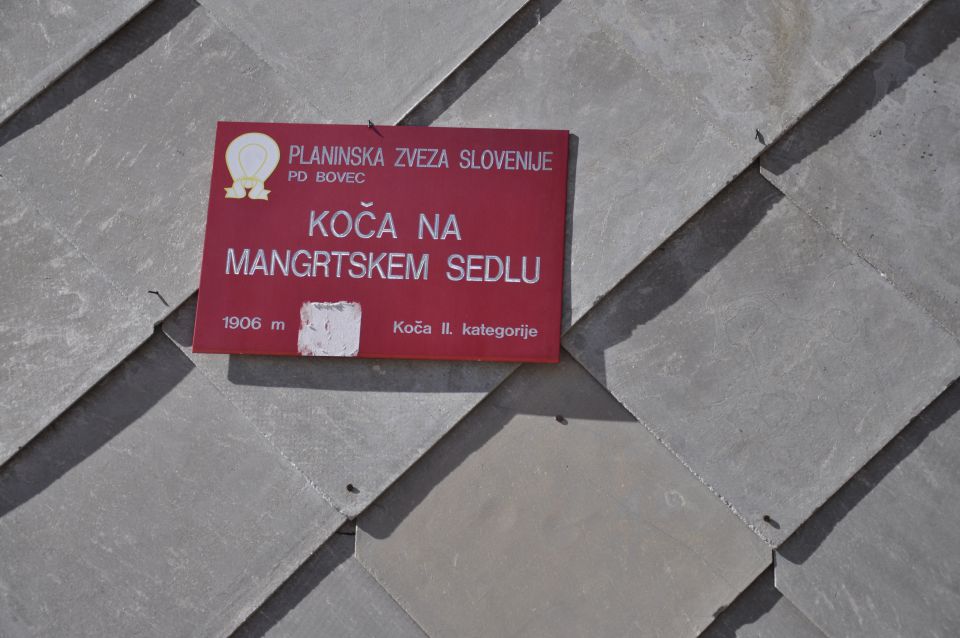 PLANINSKA ZVEZA SLOVENIJE
PD BOVEC
KOČA NA
MANGRTSKEM SEDLU
1906 m Koča II. kategorije